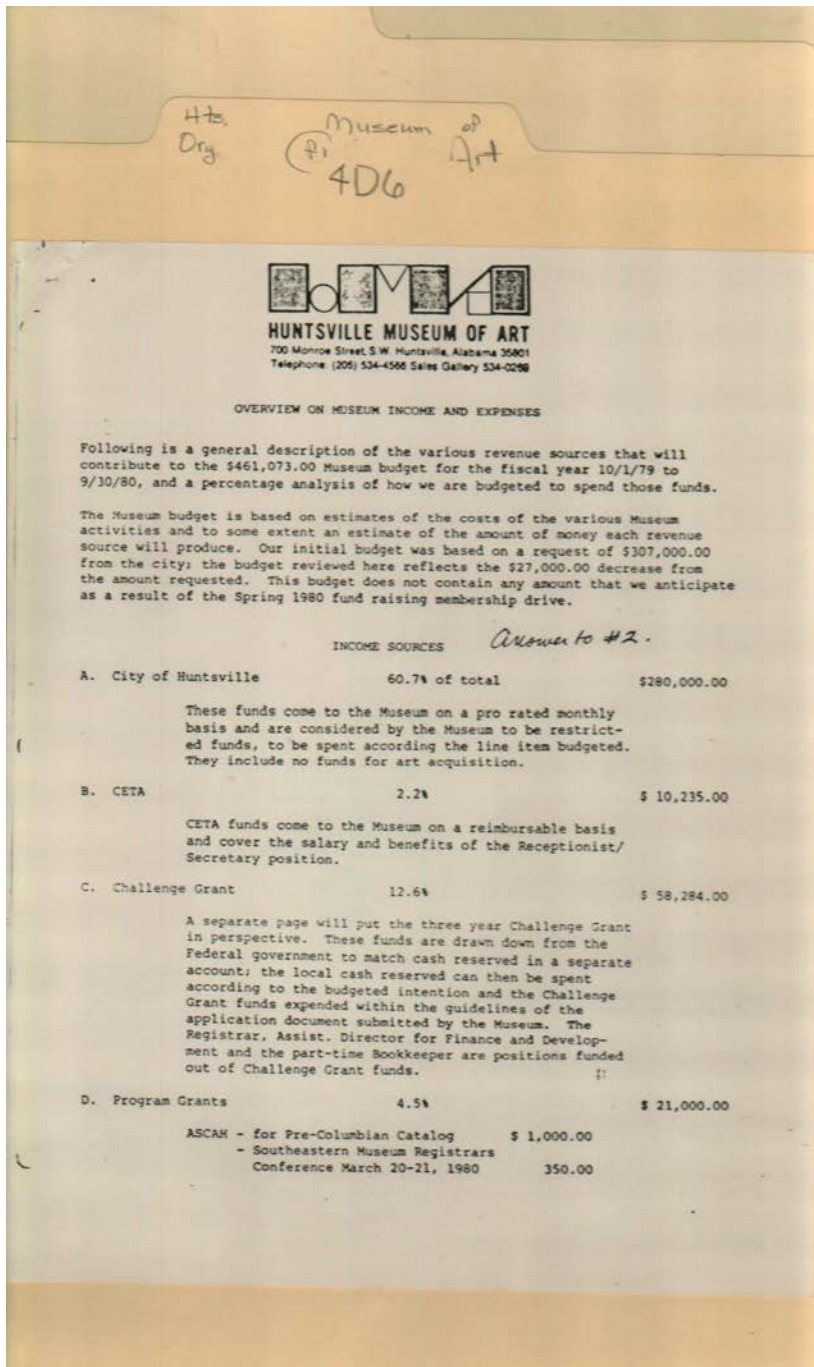 Hts. Museum of
Org. Art
4D6
HUNTSVILLE MUSEUM OF ART
700 Monroe Street, S.W. Huntsville, Alabama 35801
Telephone: (205) 534-4566 Sales Gallery 534-0269
OVERVIEW ON MUSEUM INCOME AND EXPENSES
Following is a general description of the various revenue sources that will
contribute to the $461,073.00 Museum budget for the fiscal year 10/1/79 to
9/30/80, and a percentage analysis of how we are budgeted to spend those funds.
The Museum budget is based on estimates of the costs of the various Museum
activities and to some extent an estimate of the amount of money each revenue
source will produce. Our initial budget was based on a request of $307,000.00
from the city; the budget reviewed here reflects the $27,000.00 decrease from
the amount requested. This budget does not contain any amount that we anticipate
as a result of the Spring 1980 fund raising membership drive.
INCOME SOURCES Answer to #2.
A. City of Huntsville 60.7% of total $280,000.00
These funds come to the Museum on a pro rated monthly
basis and are considered by the Museum to be restrict-
ed funds, to be spent according the line item budgeted.
They include no funds for art acquisition.
B. CETA 2.2% $ 10,235.00
CETA funds come to the Museum on a reimbursable basis
and cover the salary and benefits of the Receptionist/
Secretary position.
C. Challenge Grant 12.6% $ 58,284.00
A separate page will put the three year Challenge Grant
in perspective. These funds are drawn down from the
Federal government to match cash reserved in a separate
account; the local cash reserved can then be spent
according to the budgeted intention and the Challenge
Grant funds expended within the guidelines of the
application document submitted by the Museum. The
Registrar, Assist. Director for Finance and Develop-
ment and the part-time Bookkeeper are positions funded
out of Challenge Grant funds.
D. Program Grants 4.5% $ 21,000.00
ASCAH - for Pre-Columbian Catalog $ 1,000.00
- Southeastern Museum Registrars
Conference March 20-21, 1980 350.00